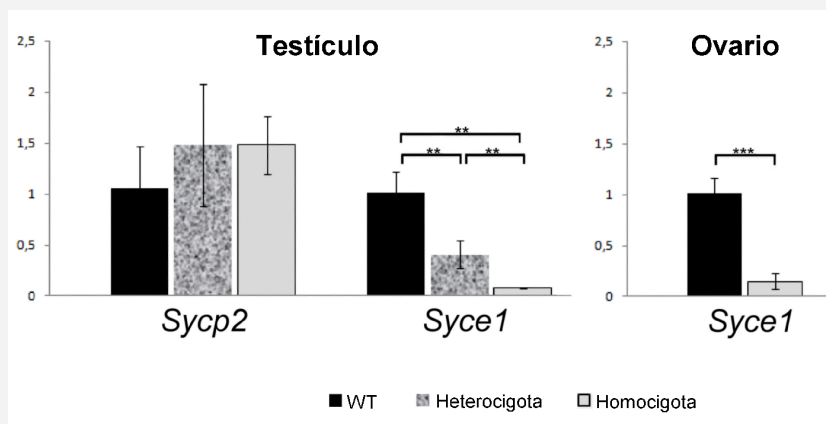 Testículo
2,5
2
1,5
1
0,5
0
**
**
**
Sycp2
Syce1
Ovario
2,5
2
1,5
1
0,5
0
***
Syce1
WT
Heterocigota
Homocigota